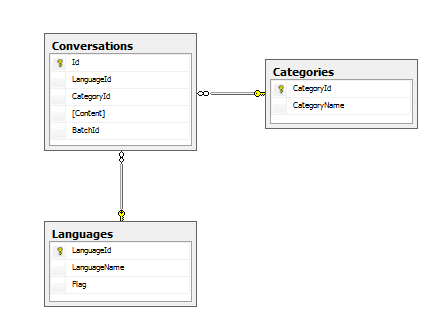 Conversations
Id
LanguageId
CategoryId
[Content]
BatchId
Categories
CategoryId
CategoryName
Languages
LanguageId
LanguageName
Flag